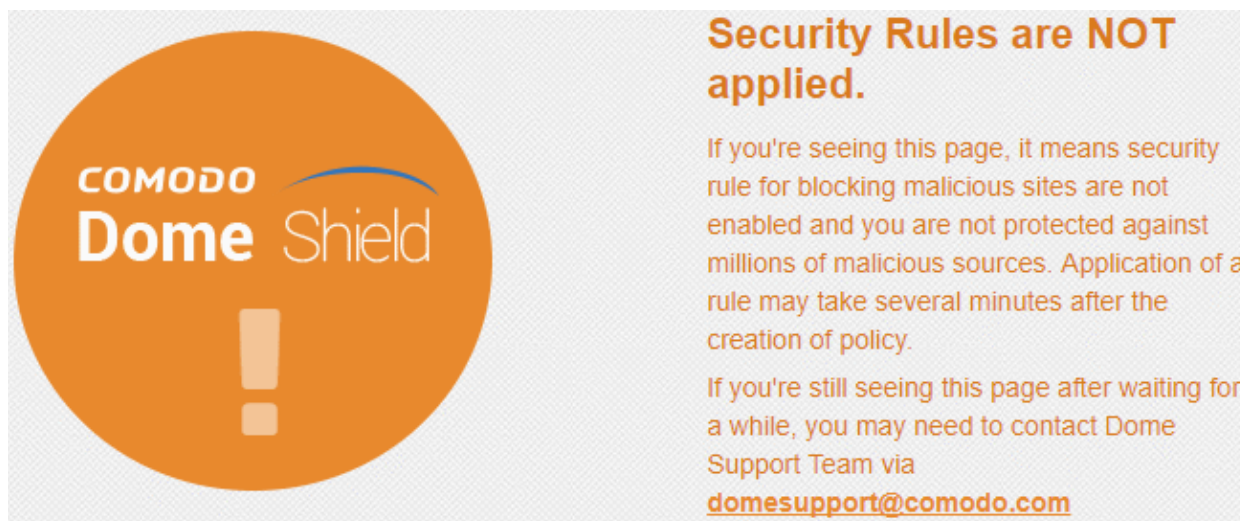 COMODO
Dome Shield
!
Security Rules are NOT
applied.
If you're seeing this page, it means security
rule for blocking malicious sites are not
enabled and you are not protected against
millions of malicious sources. Application of a
rule may take several minutes after the
creation of policy.
If you're still seeing this page after waiting for
a while, you may need to contact Dome
Support Team via
domesupport@comodo.com